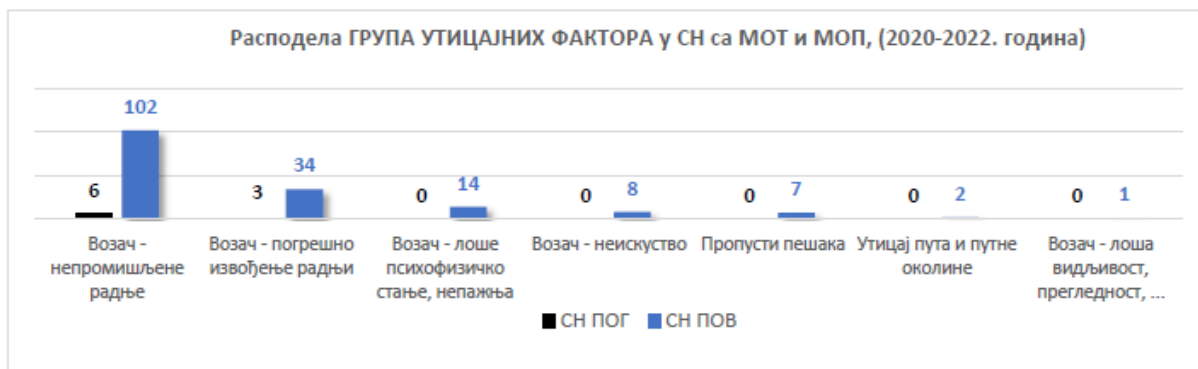 Расподела ГРУПА УТИЦАЈНИХ ФАКТОРА у СН са МОТ и МОП, (2020-2022. година)
6 102 3 34 0 14 0 8 0 7 0 2 0 1
Возач -
непромишљене
радње
Возач - погрешно
извођење радњи
Возач - лоше
психофизичко
стање, непажња
Возач - неискуство
Пропусти пешака
Утицај пута и путне
околине
Возач - лоша
видљивост,
прегледност, ...
СН ПОГ СН ПОВ